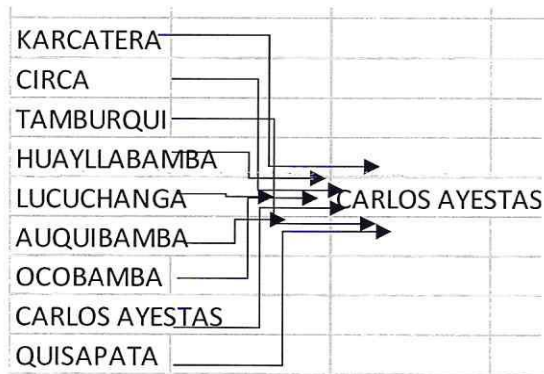 KARCATERA
CIRCA
TAMBURQUI
HUAYLLABAMBA
LUCUCHANGA
CARLOS AYESTAS
AUQUIBAMBA
OCOBAMBA
CARLOS AYESTAS
QUISAPATA